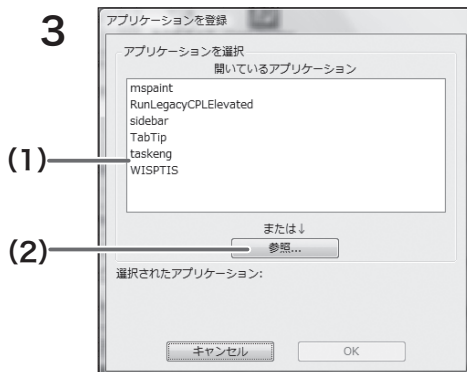 3
アプリケーションを登録
アプリケーションを選択
開いているアプリケーション
mspaint
RunLegacyCPLElevated
sidebar
TabTip
taskeng
WISPTIS
(1)
または↓
(2)
参照...
選択されたアプリケーション:
キャンセル
OK